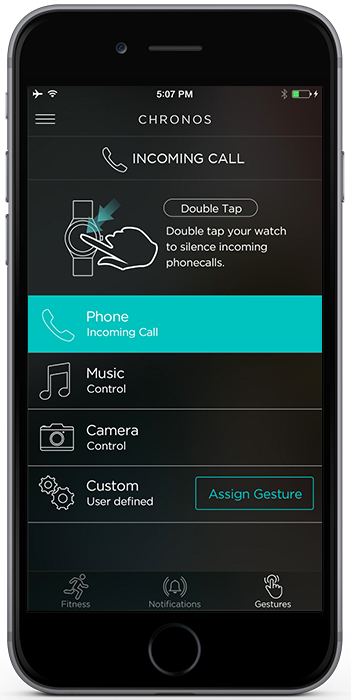 5:07 PM
CHRONOS
INCOMING CALL
Double Tap
Double tap your watch
to silence incoming
phonecalls.
Phone
Incoming Call
Music
Control
Camera
Control
Custom
User defined
Assign Gesture
Fitness
Notifications
Gestures